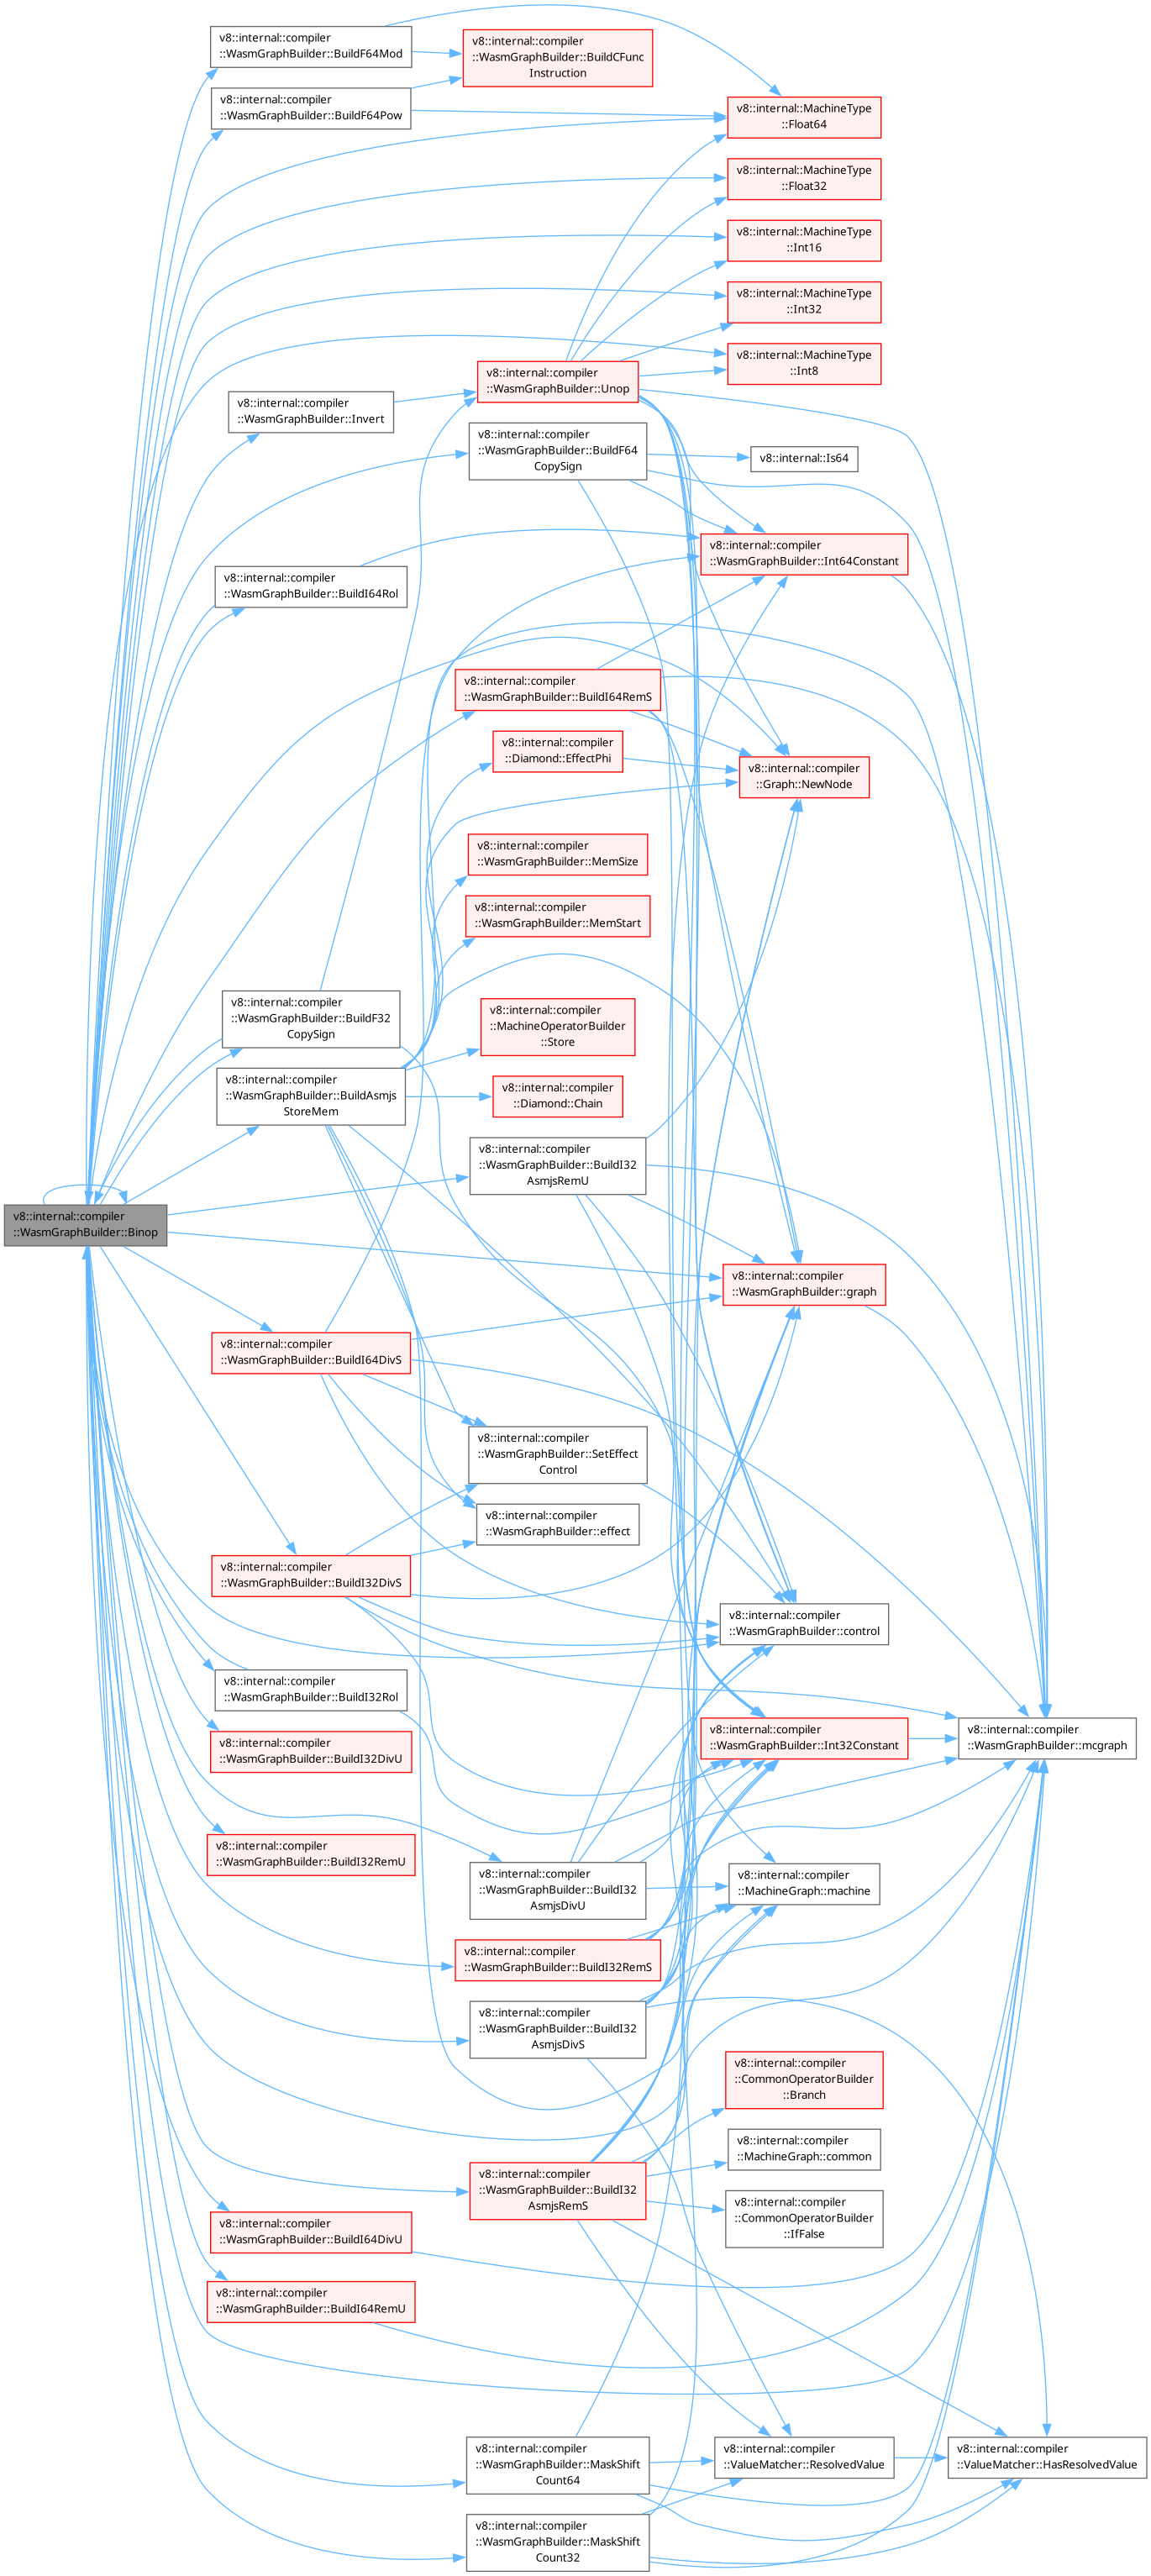 v8::internal::compiler
::WasmGraphBuilder::BuildF64Mod
v8::internal::compiler
::WasmGraphBuilder::BuildCFunc
Instruction
v8::internal::compiler
::WasmGraphBuilder::BuildF64Pow
v8::internal::MachineType
::Float64
v8::internal::MachineType
::Float32
v8::internal::MachineType
::Int16
v8::internal::MachineType
::Int32
v8::internal::MachineType
::Int8
v8::internal::compiler
::WasmGraphBuilder::Unop
v8::internal::compiler
::WasmGraphBuilder::Invert
v8::internal::compiler
::WasmGraphBuilder::BuildF64
CopySign
v8::internal::Is64
v8::internal::compiler
::WasmGraphBuilder::Int64Constant
v8::internal::compiler
::WasmGraphBuilder::BuildI64Rol
v8::internal::compiler
::WasmGraphBuilder::BuildI64RemS
v8::internal::compiler
::Diamond::EffectPhi
v8::internal::compiler
::Graph::NewNode
v8::internal::compiler
::WasmGraphBuilder::MemSize
v8::internal::compiler
::WasmGraphBuilder::MemStart
v8::internal::compiler
::WasmGraphBuilder::BuildF32
CopySign
v8::internal::compiler
::MachineOperatorBuilder
::Store
v8::internal::compiler
::WasmGraphBuilder::BuildAsmjs
StoreMem
v8::internal::compiler
::Diamond::Chain
v8::internal::compiler
::WasmGraphBuilder::BuildI32
AsmjsRemU
v8::internal::compiler
::WasmGraphBuilder::Binop
v8::internal::compiler
::WasmGraphBuilder::graph
v8::internal::compiler
::WasmGraphBuilder::BuildI64DivS
v8::internal::compiler
::WasmGraphBuilder::SetEffect
Control
v8::internal::compiler
::WasmGraphBuilder::effect
v8::internal::compiler
::WasmGraphBuilder::BuildI32DivS
v8::internal::compiler
::WasmGraphBuilder::control
v8::internal::compiler
::WasmGraphBuilder::BuildI32Rol
v8::internal::compiler
::WasmGraphBuilder::BuildI32DivU
v8::internal::compiler
::WasmGraphBuilder::Int32Constant
v8::internal::compiler
::WasmGraphBuilder::mcgraph
v8::internal::compiler
::WasmGraphBuilder::BuildI32RemU
v8::internal::compiler
::WasmGraphBuilder::BuildI32
AsmjsDivU
v8::internal::compiler
::MachineGraph::machine
v8::internal::compiler
::WasmGraphBuilder::BuildI32RemS
v8::internal::compiler
::WasmGraphBuilder::BuildI32
AsmjsDivS
v8::internal::compiler
::CommonOperatorBuilder
::Branch
v8::internal::compiler
::MachineGraph::common
v8::internal::compiler
::WasmGraphBuilder::BuildI32
AsmjsRemS
v8::internal::compiler
::CommonOperatorBuilder
::IfFalse
v8::internal::compiler
::WasmGraphBuilder::BuildI64DivU
v8::internal::compiler
::WasmGraphBuilder::BuildI64RemU
v8::internal::compiler
::WasmGraphBuilder::MaskShift
Count64
v8::internal::compiler
::ValueMatcher::ResolvedValue
v8::internal::compiler
::ValueMatcher::HasResolvedValue
v8::internal::compiler
::WasmGraphBuilder::MaskShift
Count32